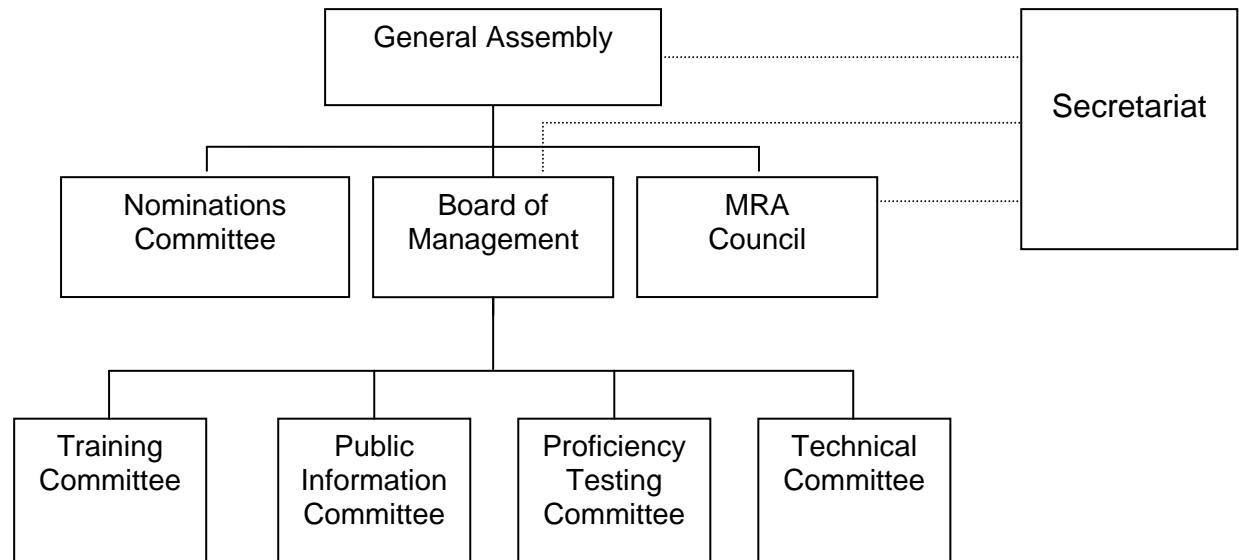 General Assembly
Secretariat
Nominations
Committee
Board of
Management
MRA
Council
Training
Committee
Public
Information
Committee
Proficiency
Testing
Committee
Technical
Committee